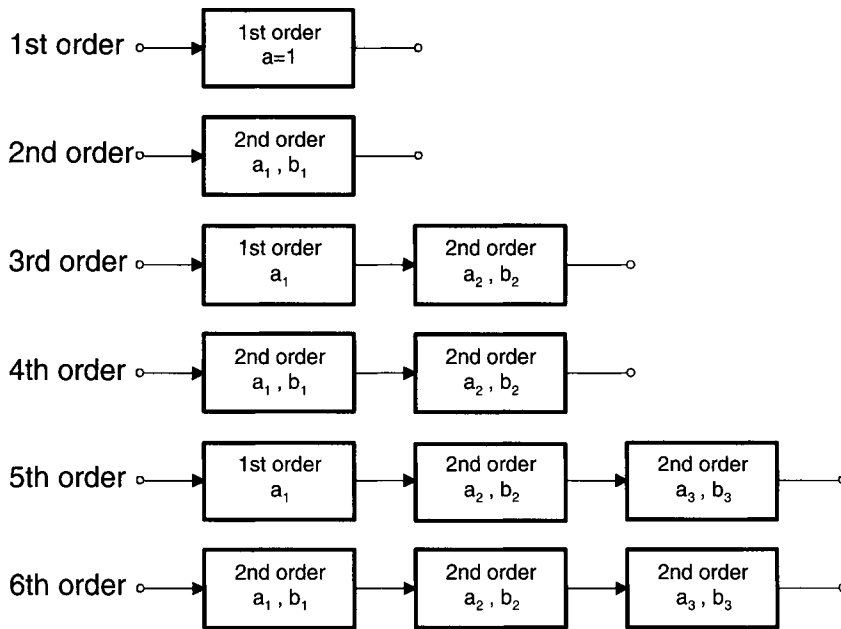 1st order
1st order
a=1
2nd order
2nd order
a₁ , b₁
3rd order
1st order
a₁
2nd order
a₂ , b₂
4th order
2nd order
a₁ , b₁
2nd order
a₂ , b₂
5th order
1st order
a₁
2nd order
a₂ , b₂
2nd order
a₃ , b₃
6th order
2nd order
a₁ , b₁
2nd order
a₂ , b₂
2nd order
a₃ , b₃